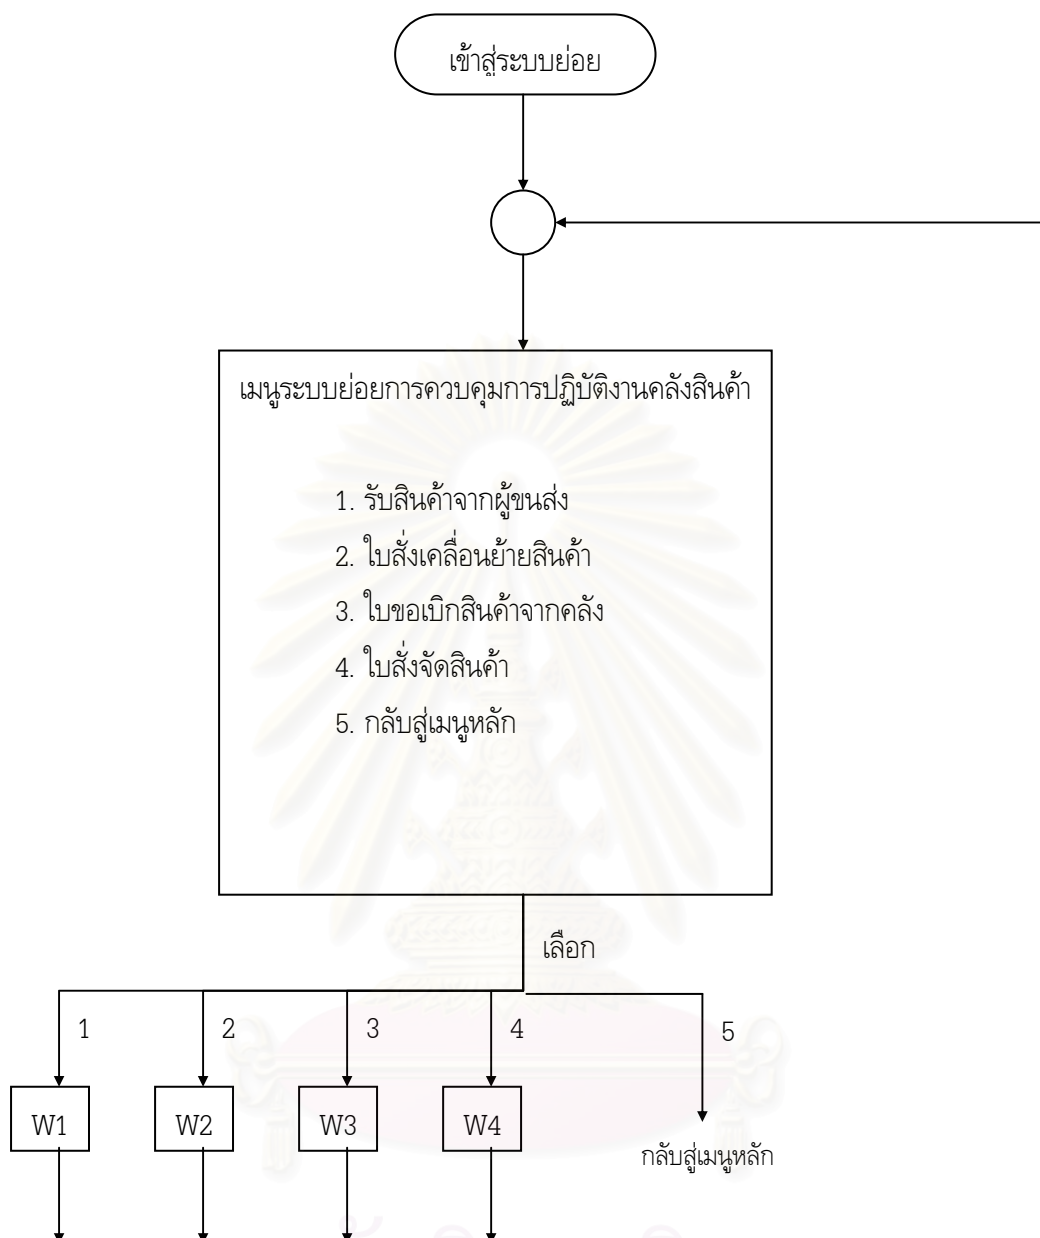 เข้าสู่ระบบย่อย
เมนูระบบย่อยการควบคุมการปฏิบัติงานคลังสินค้า
1. รับสินค้าจากผู้ขนส่ง
2. ใบสั่งเคลื่อนย้ายสินค้า
3. ใบขอเบิกสินค้าจากคลัง
4. ใบสั่งจัดสินค้า
5. กลับสู่เมนูหลัก
เลือก
1 2 3 4 5
W1 W2 W3 W4
กลับสู่เมนูหลัก